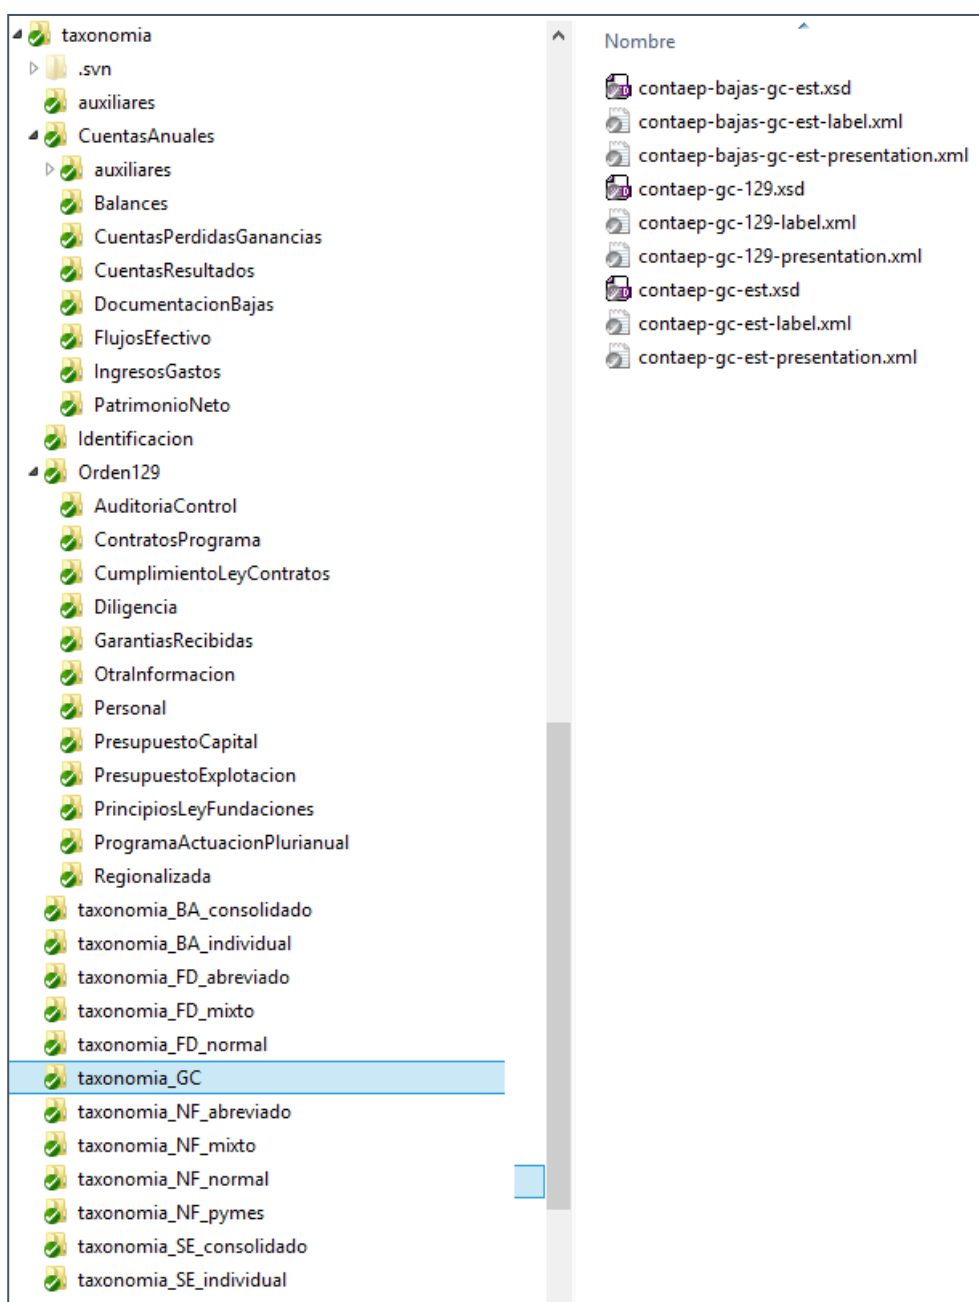 taxonomia
.svn
auxiliares
CuentasAnuales
auxiliares
Balances
CuentasPerdidasGanancias
CuentasResultados
DocumentacionBajas
FlujosEfectivo
IngresosGastos
PatrimonioNeto
Identificacion
Orden129
AuditoriaControl
ContratosPrograma
CumplimientoLeyContratos
Diligencia
GarantiasRecibidas
OtraInformacion
Personal
PresupuestoCapital
PresupuestoExplotacion
PrincipiosLeyFundaciones
ProgramaActuacionPlurianual
Regionalizada
taxonomia_BA_consolidado
taxonomia_BA_individual
taxonomia_FD_abreviado
taxonomia_FD_mixto
taxonomia_FD_normal
taxonomia_GC
taxonomia_NF_abreviado
taxonomia_NF_mixto
taxonomia_NF_normal
taxonomia_NF_pymes
taxonomia_SE_consolidado
taxonomia_SE_individual
Nombre
contaep-bajas-gc-est.xsd
contaep-bajas-gc-est-label.xml
contaep-bajas-gc-est-presentation.xml
contaep-gc-129.xsd
contaep-gc-129-label.xml
contaep-gc-129-presentation.xml
contaep-gc-est.xsd
contaep-gc-est-label.xml
contaep-gc-est-presentation.xml